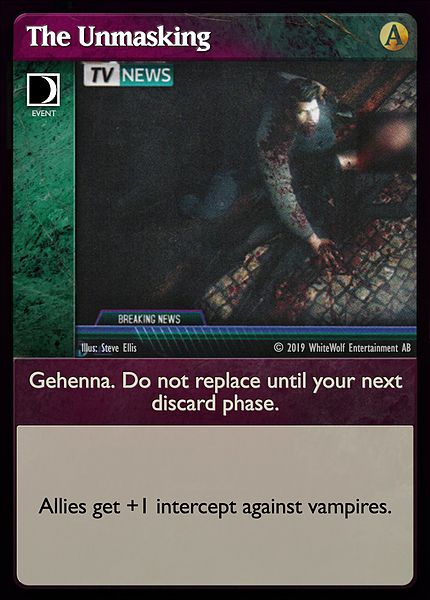 The Unmasking
A
EVENT
TV NEWS
BREAKING NEWS
Illus: Steve Ellis
© 2019 WhiteWolf Entertainment AB
Gehenna. Do not replace until your next
discard phase.
Allies get +1 intercept against vampires.